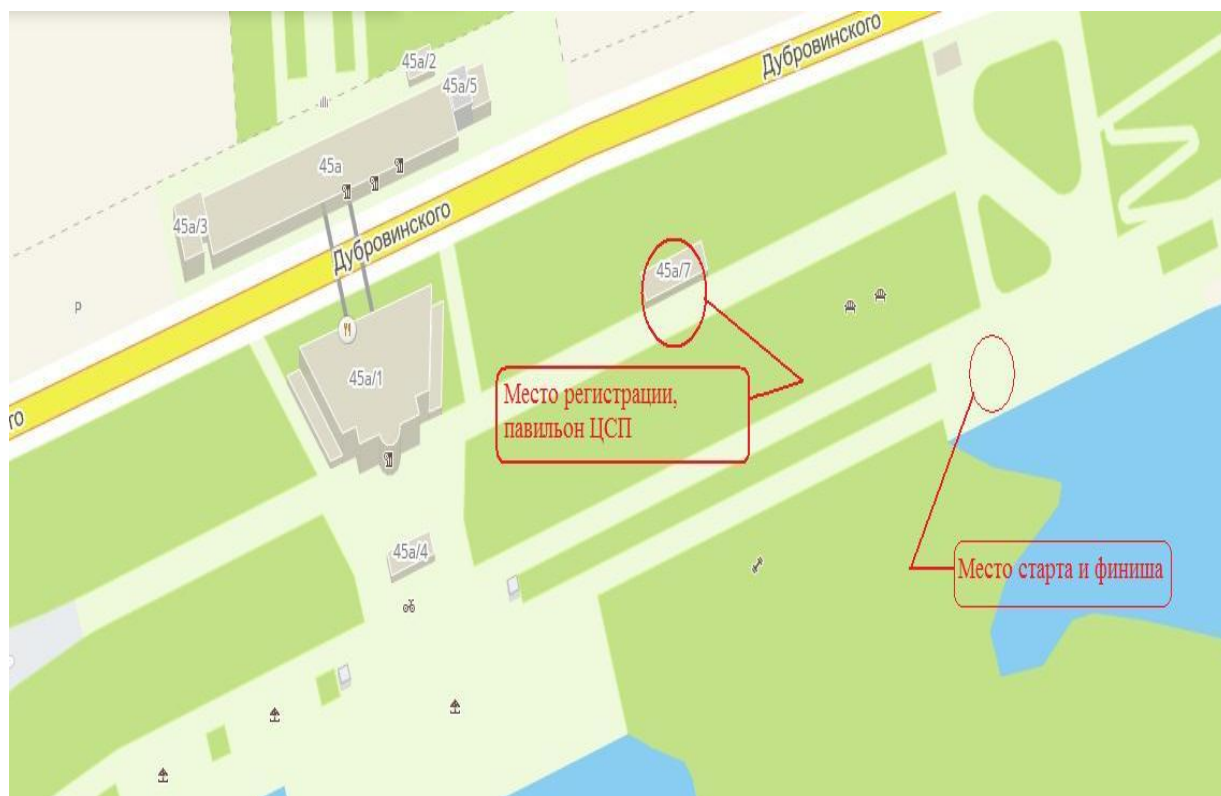 Дубровинского
45а/2
45а/5
45а
45а/3
Дубровинского
45а/7
P
45а/1
Место регистрации,
павильон ЦСП
го
45а/4
Место старта и финиша